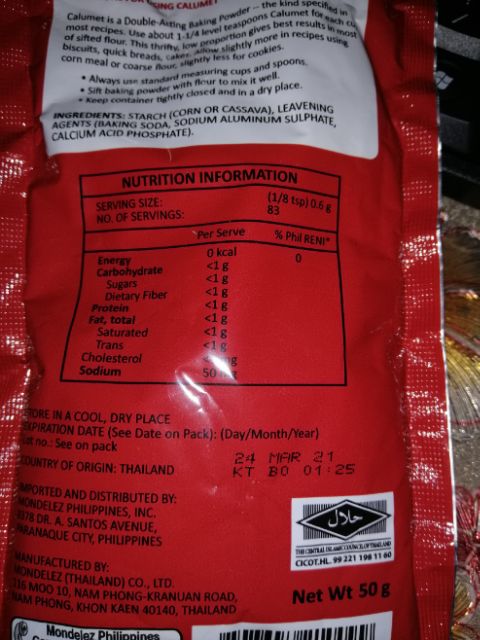 USING CALUMET
Calumet is a Double-Acting Baking Powder -- the kind specified in
most recipes. Use about 1-1/4 level teaspoons Calumet for each cup
of sifted flour. This thrifty, low proportion gives best results in most
biscuits, quick breads, cakes. Allow slightly more in recipes using
corn meal or coarse flour, slightly less for cookies.
• Always use standard measuring cups and spoons.
• Sift baking powder with flour to mix it well.
• Keep container tightly closed and in a dry place.
INGREDIENTS: STARCH (CORN OR CASSAVA), LEAVENING
AGENTS (BAKING SODA, SODIUM ALUMINUM SULPHATE,
CALCIUM ACID PHOSPHATE).
NUTRITION INFORMATION
SERVING SIZE: (1/8 tsp) 0.6 g
NO. OF SERVINGS: 83
Per Serve % Phil RENI*
Energy 0 kcal 0
Carbohydrate <1 g
Sugars <1 g
Dietary Fiber <1 g
Protein <1 g
Fat, total <1 g
Saturated <1 g
Trans <1 g
Cholesterol
Sodium 50 mg
STORE IN A COOL, DRY PLACE
EXPIRATION DATE (See Date on Pack): (Day/Month/Year)
Lot no.: See on pack
24 MAR 21
COUNTRY OF ORIGIN: THAILAND KT BO 01:25
IMPORTED AND DISTRIBUTED BY:
MONDELEZ PHILIPPINES, INC.
8378 DR. A. SANTOS AVENUE,
PARANAQUE CITY, PHILIPPINES
حلال
THE CENTRAL ISLAMIC COUNCIL OF THAILAND
CICOT.HL. 99 221 198 11 60
MANUFACTURED BY:
MONDELEZ (THAILAND) CO., LTD.
116 MOO 10, NAM PHONG-KRANUAN ROAD,
NAM PHONG, KHON KAEN 40140, THAILAND
Net Wt 50 g
Mondelez Philippines